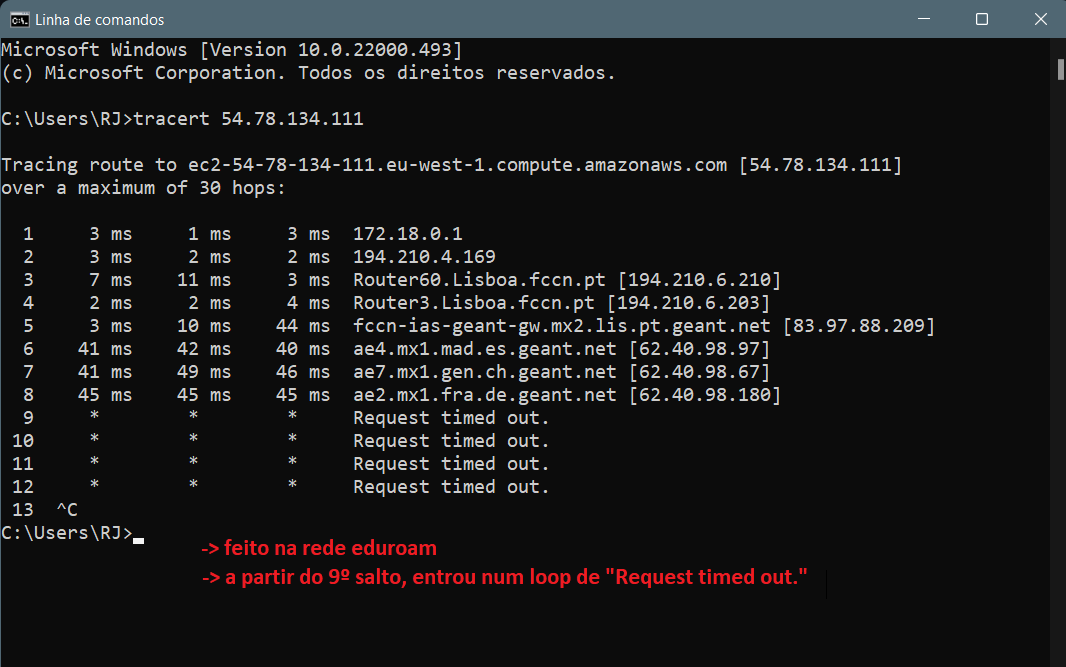 Linha de comandos
Microsoft Windows [Version 10.0.22000.493]
(c) Microsoft Corporation. Todos os direitos reservados.
C:\Users\RJ>tracert 54.78.134.111
Tracing route to ec2-54-78-134-111.eu-west-1.compute.amazonaws.com [54.78.134.111]
over a maximum of 30 hops:
1 3 ms 1 ms 3 ms 172.18.0.1
2 3 ms 2 ms 2 ms 194.210.4.169
3 7 ms 11 ms 3 ms Router60.Lisboa.fccn.pt [194.210.6.210]
4 2 ms 2 ms 4 ms Router3.Lisboa.fccn.pt [194.210.6.203]
5 3 ms 10 ms 44 ms fccn-ias-geant-gw.mx2.lis.pt.geant.net [83.97.88.209]
6 41 ms 42 ms 40 ms ae4.mx1.mad.es.geant.net [62.40.98.97]
7 41 ms 49 ms 46 ms ae7.mx1.gen.ch.geant.net [62.40.98.67]
8 45 ms 45 ms 45 ms ae2.mx1.fra.de.geant.net [62.40.98.180]
9 * * * Request timed out.
10 * * * Request timed out.
11 * * * Request timed out.
12 * * * Request timed out.
13 ^C
C:\Users\RJ>
-> feito na rede eduroam
-> a partir do 9º salto, entrou num loop de "Request timed out."